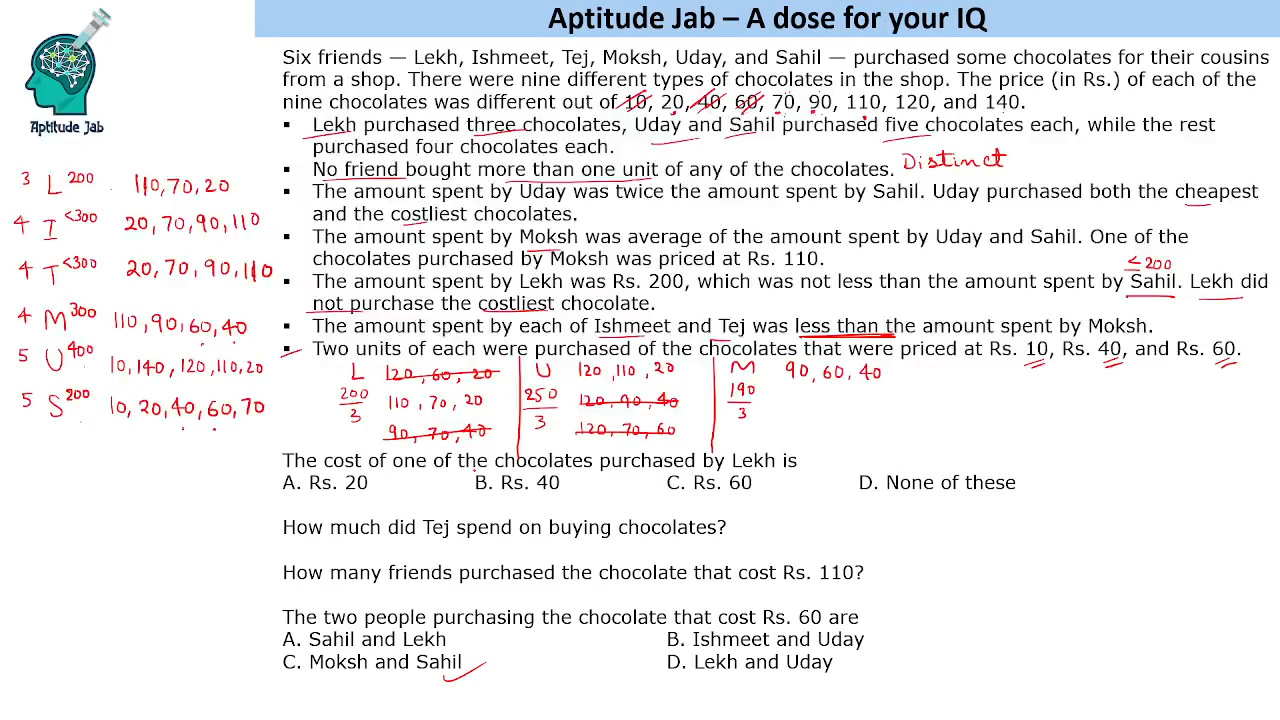 Aptitude Jab – A dose for your IQ
Aptitude Jab
Six friends — Lekh, Ishmeet, Tej, Moksh, Uday, and Sahil — purchased some chocolates for their cousins
from a shop. There were nine different types of chocolates in the shop. The price (in Rs.) of each of the
nine chocolates was different out of 10, 20, 40, 60, 70, 90, 110, 120, and 140.
▪ Lekh purchased three chocolates, Uday and Sahil purchased five chocolates each, while the rest
purchased four chocolates each.
▪ No friend bought more than one unit of any of the chocolates. Distinct
▪ The amount spent by Uday was twice the amount spent by Sahil. Uday purchased both the cheapest
and the costliest chocolates.
▪ The amount spent by Moksh was average of the amount spent by Uday and Sahil. One of the
chocolates purchased by Moksh was priced at Rs. 110.
≤200
▪ The amount spent by Lekh was Rs. 200, which was not less than the amount spent by Sahil. Lekh did
not purchase the costliest chocolate.
▪ The amount spent by each of Ishmeet and Tej was less than the amount spent by Moksh.
▪ Two units of each were purchased of the chocolates that were priced at Rs. 10, Rs. 40, and Rs. 60.
3 L 200 110, 70, 20
4 I <300 20, 70, 90, 110
4 T <300 20, 70, 90, 110
4 M 300 110, 90, 60, 40
5 U 400 10, 140, 120, 110, 20
5 S 200 10, 20, 40, 60, 70
L 120, 60, 20 U 120, 110, 20 M 90, 60, 40
200/3 110, 70, 20 250/3 120, 90, 40 190/3
90, 70, 40 120, 70, 60
The cost of one of the chocolates purchased by Lekh is
A. Rs. 20 B. Rs. 40 C. Rs. 60 D. None of these
How much did Tej spend on buying chocolates?
How many friends purchased the chocolate that cost Rs. 110?
The two people purchasing the chocolate that cost Rs. 60 are
A. Sahil and Lekh B. Ishmeet and Uday
C. Moksh and Sahil D. Lekh and Uday